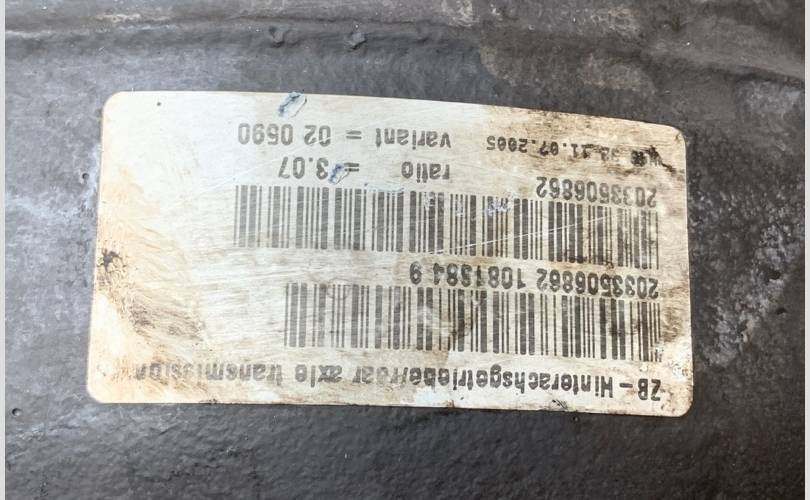 ZB-Hinterachsgetriebe/rear axle transmission
2033506862 1081384 9
2033506862
ratio = 3.07
11.07.2005 variant = 02 0590